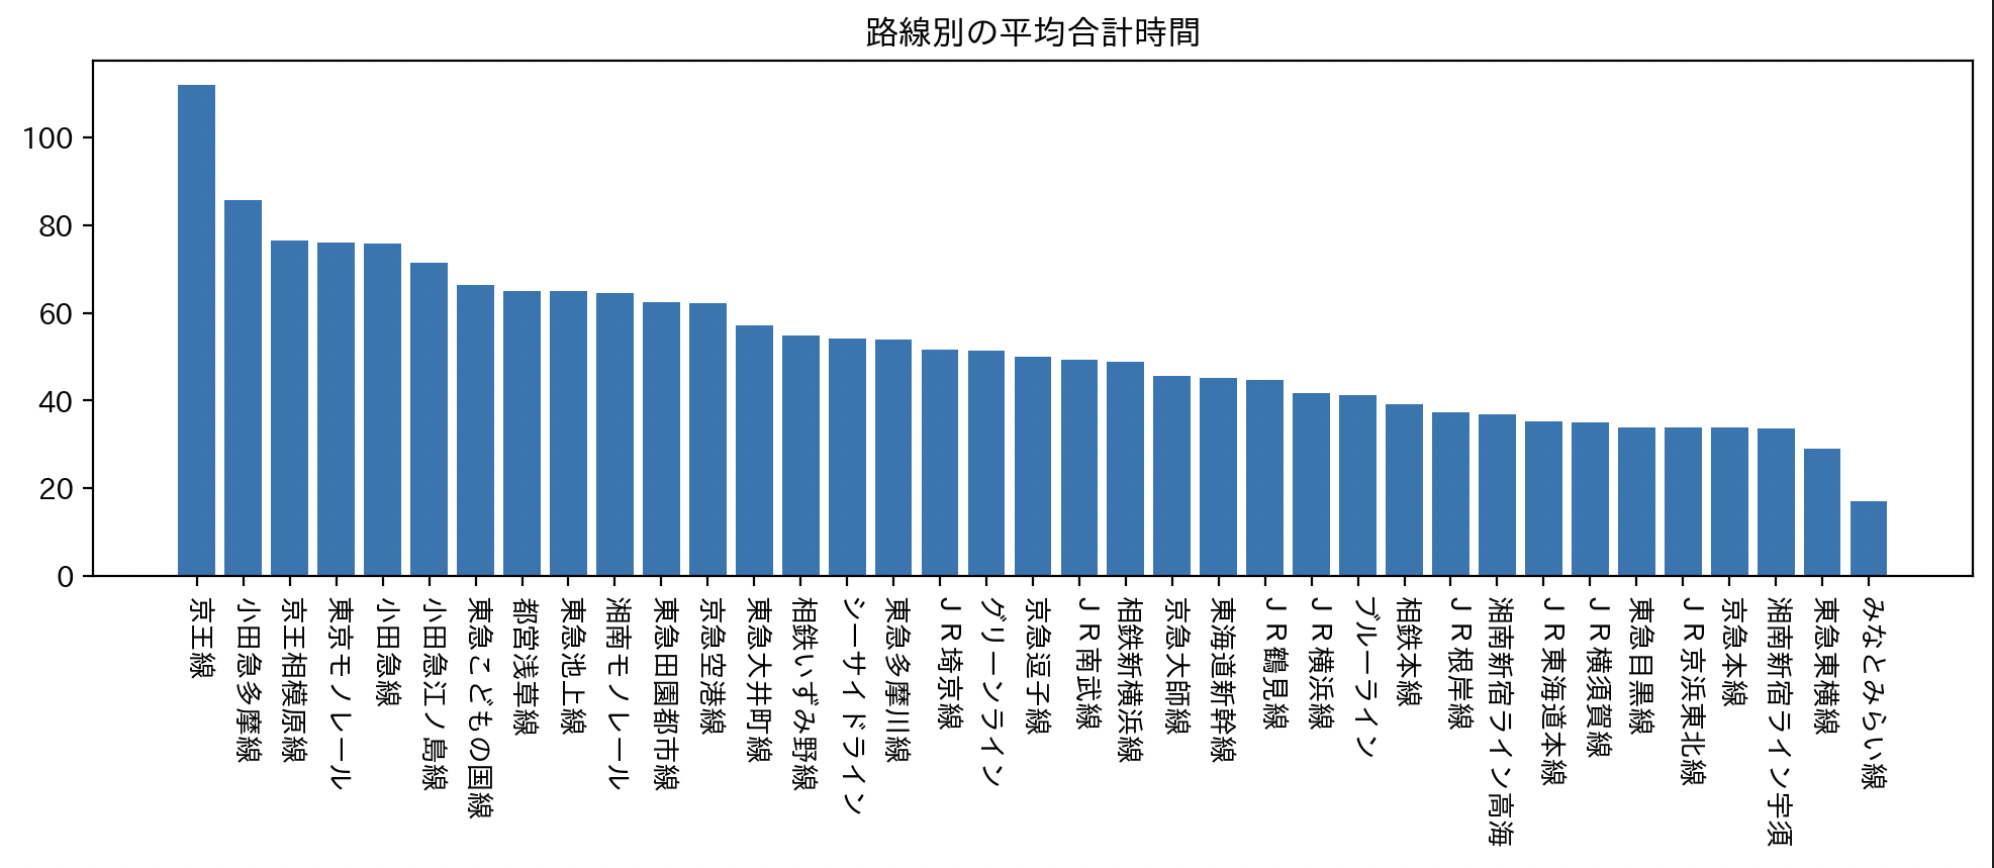 路線別の平均合計時間
100
80
60
40
20
0
京王線
小田急多摩線
京王相模原線
東京モノレール
小田急線
小田急江ノ島線
東急こどもの国線
都営浅草線
東急池上線
湘南モノレール
東急田園都市線
京急空港線
東急大井町線
相鉄いずみ野線
シーサイドライン
東急多摩川線
ＪＲ埼京線
グリーンライン
京急逗子線
ＪＲ南武線
相鉄新横浜線
京急大師線
東海道新幹線
ＪＲ鶴見線
ＪＲ横浜線
ブルーライン
相鉄本線
ＪＲ根岸線
湘南新宿ライン高海
ＪＲ東海道本線
ＪＲ横須賀線
東急目黒線
ＪＲ京浜東北線
京急本線
湘南新宿ライン宇須
東急東横線
みなとみらい線